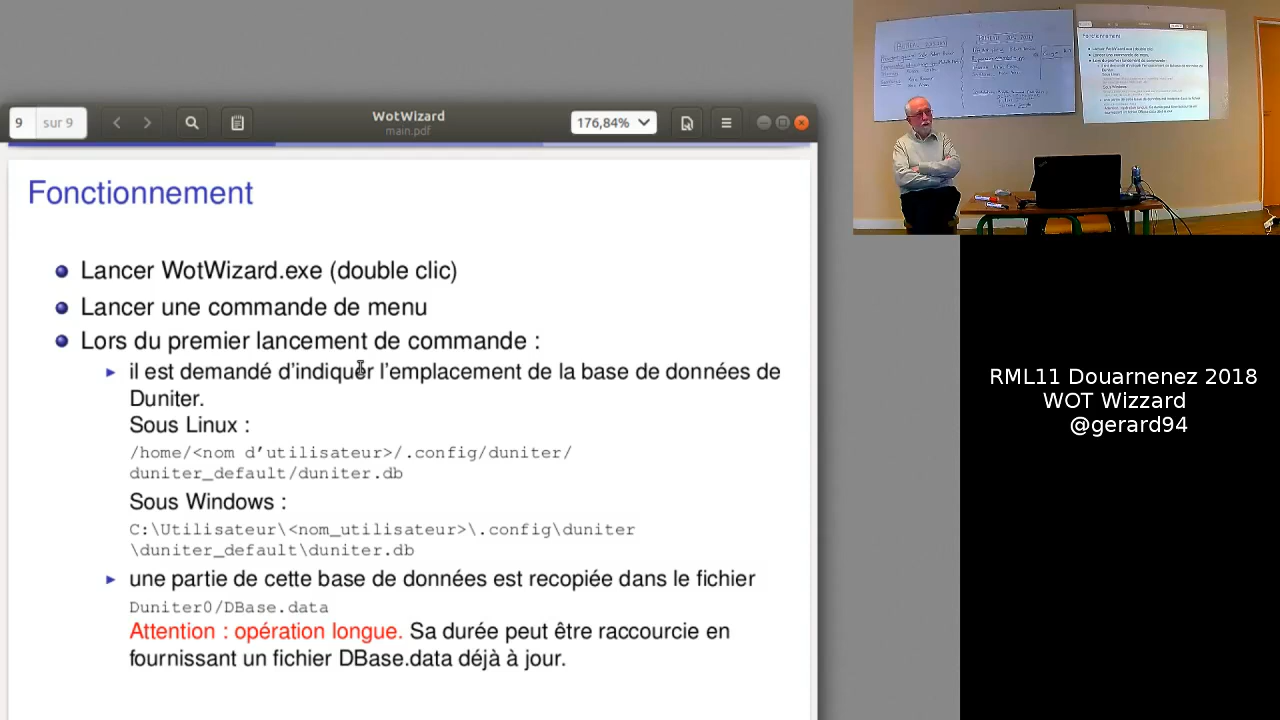 9 sur 9
WotWizard
main.pdf
176,84%
Fonctionnement
Lancer WotWizard.exe (double clic)
Lancer une commande de menu
Lors du premier lancement de commande :
il est demandé d'indiquer l'emplacement de la base de données de
Duniter.
Sous Linux :
/home/<nom d'utilisateur>/.config/duniter/
duniter_default/duniter.db
Sous Windows :
C:\Utilisateur\<nom_utilisateur>\.config\duniter
\duniter_default\duniter.db
une partie de cette base de données est recopiée dans le fichier
Duniter0/DBase.data
Attention : opération longue. Sa durée peut être raccourcie en
fournissant un fichier DBase.data déjà à jour.
Fonctionnement
RML11 Douarnenez 2018
WOT Wizzard
@gerard94